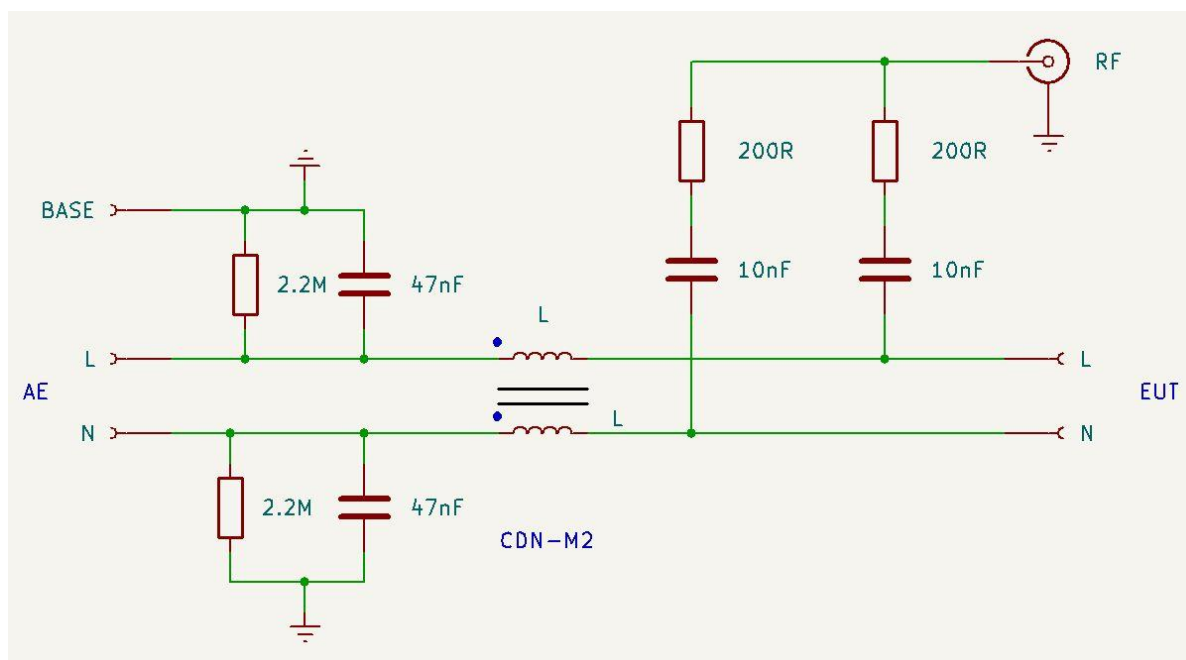 RF
200R
200R
BASE
10nF
10nF
2.2M
47nF
L
L
L
AE
EUT
L
N
N
2.2M
47nF
CDN-M2